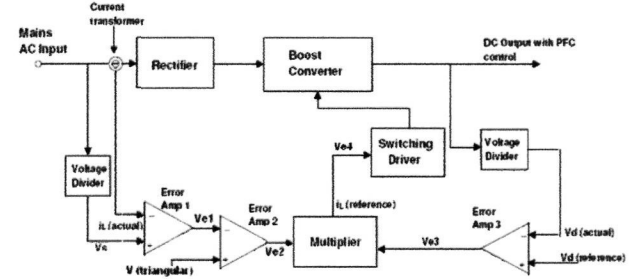 Current
transformer
Mains
AC Input
Rectifier
Boost
Converter
DC Output with PFC
control
Voltage
Divider
Switching
Driver
Voltage
Divider
Ve4
iL (reference)
Error
Amp 1
iL (actual)
Vs
Ve1
Error
Amp 2
V (triangular)
Ve2
Multiplier
Ve3
Error
Amp 3
Vd (actual)
Vd (reference)